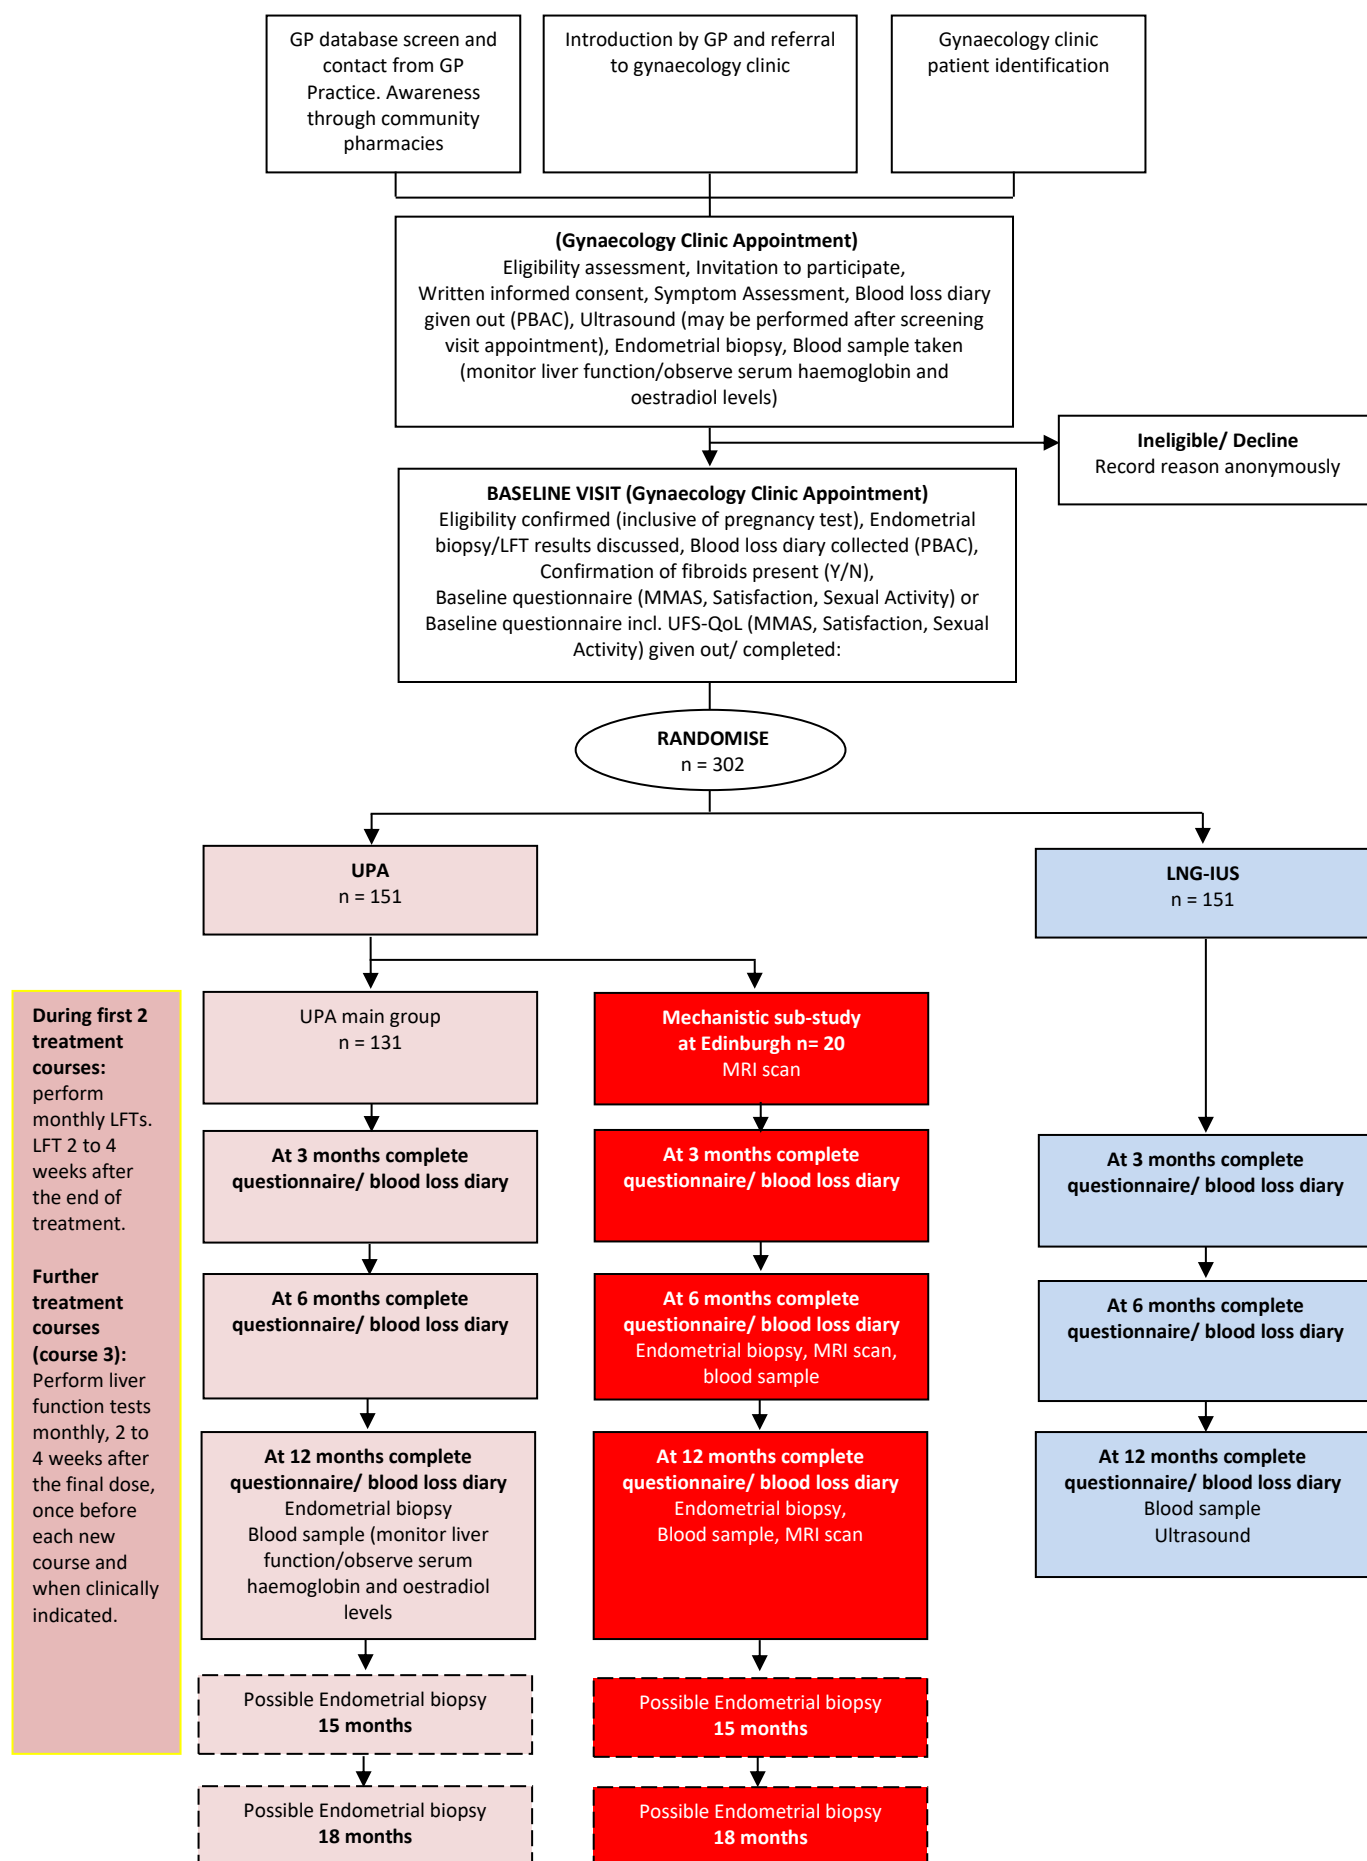 GP database screen and
contact from GP
Practice. Awareness
through community
pharmacies
Introduction by GP and referral
to gynaecology clinic
Gynaecology clinic
patient identification
(Gynaecology Clinic Appointment)
Eligibility assessment, Invitation to participate,
Written informed consent, Symptom Assessment, Blood loss diary
given out (PBAC), Ultrasound (may be performed after screening
visit appointment), Endometrial biopsy, Blood sample taken
(monitor liver function/observe serum haemoglobin and
oestradiol levels)
Ineligible/ Decline
Record reason anonymously
BASELINE VISIT (Gynaecology Clinic Appointment)
Eligibility confirmed (inclusive of pregnancy test), Endometrial
biopsy/LFT results discussed, Blood loss diary collected (PBAC),
Confirmation of fibroids present (Y/N),
Baseline questionnaire (MMAS, Satisfaction, Sexual Activity) or
Baseline questionnaire incl. UFS-QoL (MMAS, Satisfaction, Sexual
Activity) given out/ completed:
RANDOMISE
n = 302
UPA
n = 151
LNG-IUS
n = 151
During first 2
treatment
courses:
perform
monthly LFTs.
LFT 2 to 4
weeks after
the end of
treatment.
Further
treatment
courses
(course 3):
Perform liver
function tests
monthly, 2 to
4 weeks after
the final dose,
once before
each new
course and
when clinically
indicated.
UPA main group
n = 131
At 3 months complete
questionnaire/ blood loss diary
At 6 months complete
questionnaire/ blood loss diary
At 12 months complete
questionnaire/ blood loss diary
Endometrial biopsy
Blood sample (monitor liver
function/observe serum
haemoglobin and oestradiol
levels
Possible Endometrial biopsy
15 months
Possible Endometrial biopsy
18 months
Mechanistic sub-study
at Edinburgh n= 20
MRI scan
At 3 months complete
questionnaire/ blood loss diary
At 6 months complete
questionnaire/ blood loss diary
Endometrial biopsy, MRI scan,
blood sample
At 12 months complete
questionnaire/ blood loss diary
Endometrial biopsy,
Blood sample, MRI scan
Possible Endometrial biopsy
15 months
Possible Endometrial biopsy
18 months
At 3 months complete
questionnaire/ blood loss diary
At 6 months complete
questionnaire/ blood loss diary
At 12 months complete
questionnaire/ blood loss diary
Blood sample
Ultrasound